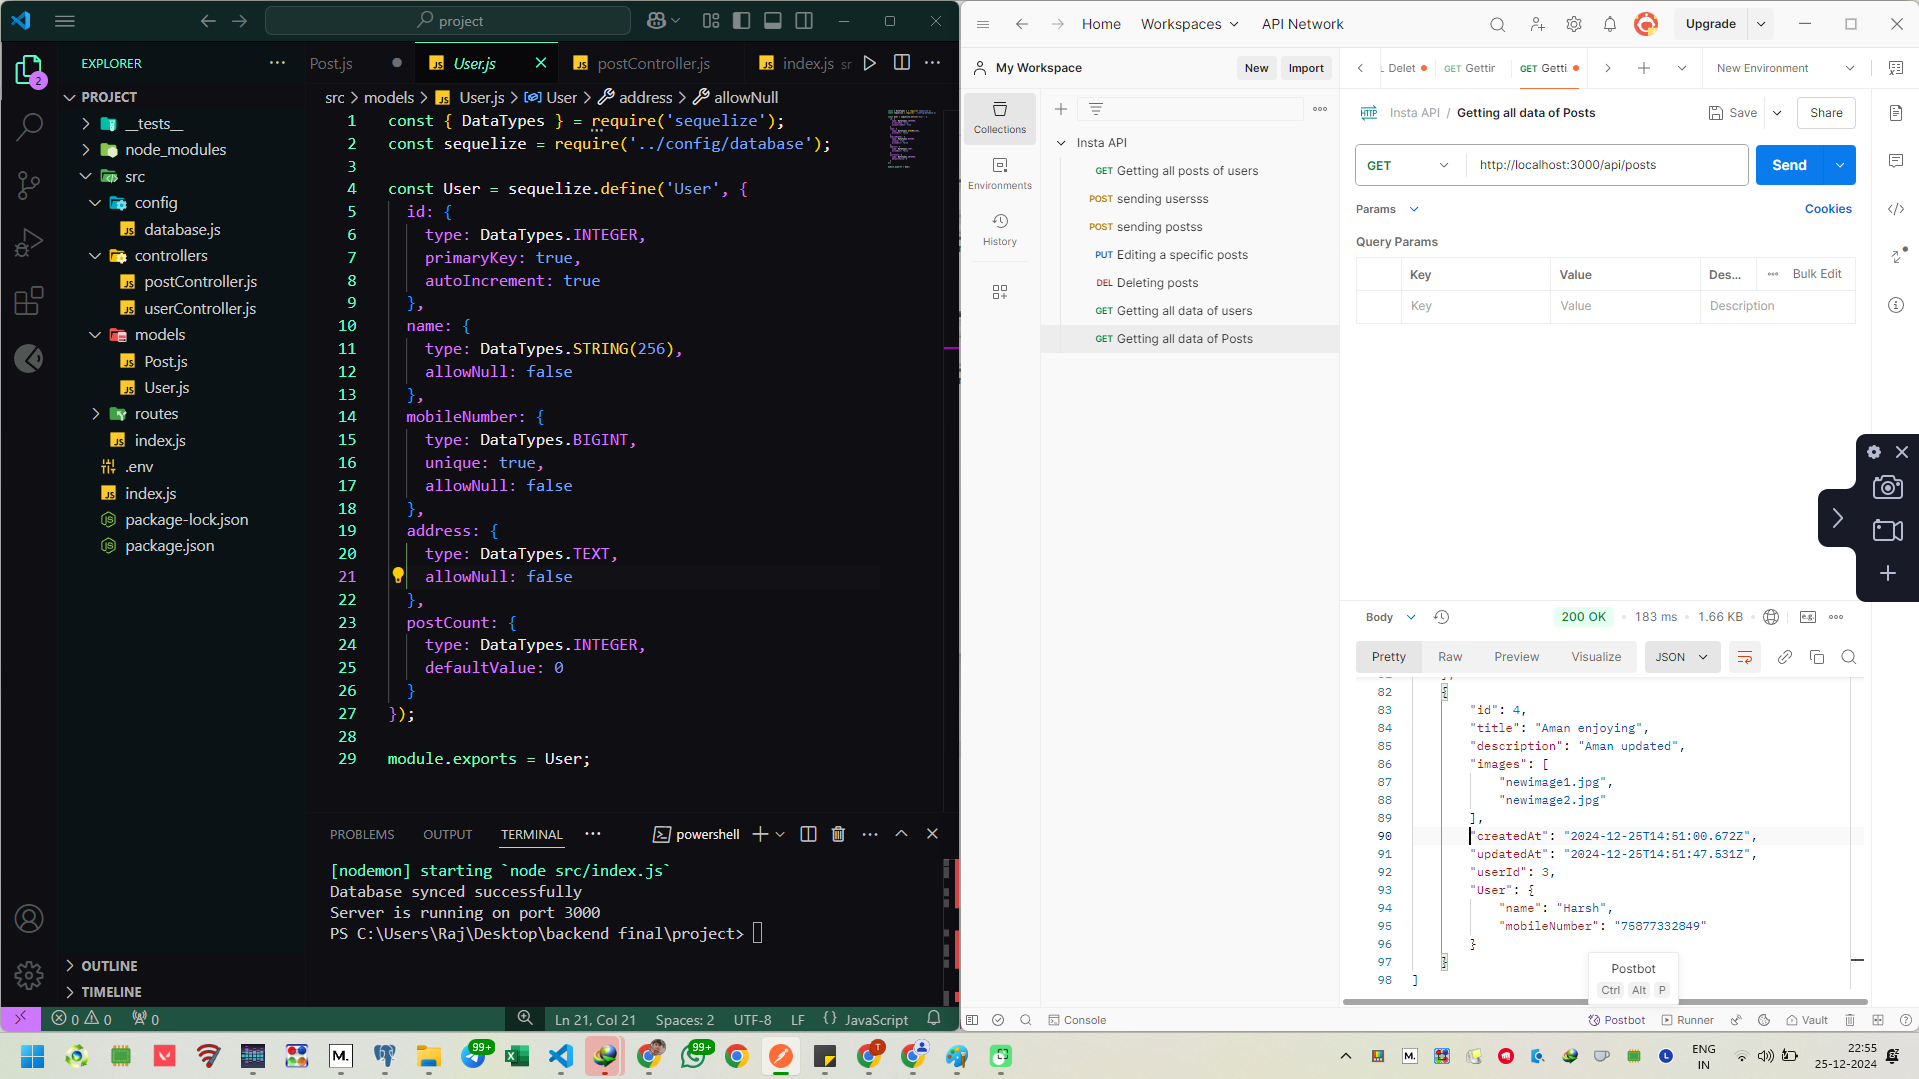 project
EXPLORER
PROJECT
__tests__
node_modules
src
config
database.js
controllers
postController.js
userController.js
models
Post.js
User.js
routes
index.js
.env
index.js
package-lock.json
package.json
OUTLINE
TIMELINE
2
Post.js
User.js
postController.js
index.js sr
src > models > User.js > User > address > allowNull
1 const { DataTypes } = require('sequelize');
2 const sequelize = require('../config/database');
3
4 const User = sequelize.define('User', {
5 id: {
6 type: DataTypes.INTEGER,
7 primaryKey: true,
8 autoIncrement: true
9 },
10 name: {
11 type: DataTypes.STRING(256),
12 allowNull: false
13 },
14 mobileNumber: {
15 type: DataTypes.BIGINT,
16 unique: true,
17 allowNull: false
18 },
19 address: {
20 type: DataTypes.TEXT,
21 allowNull: false
22 },
23 postCount: {
24 type: DataTypes.INTEGER,
25 defaultValue: 0
26 }
27 });
28
29 module.exports = User;
PROBLEMS OUTPUT TERMINAL powershell
[nodemon] starting `node src/index.js`
Database synced successfully
Server is running on port 3000
PS C:\Users\Raj\Desktop\backend final\project>
0 0 0
Ln 21, Col 21 Spaces: 2 UTF-8 LF {} JavaScript
Home Workspaces API Network
Upgrade
My Workspace
New Import
Delet
GET Gettir
GET Getti
New Environment
Collections
Environments
History
Insta API
GET Getting all posts of users
POST sending usersss
POST sending postss
PUT Editing a specific posts
DEL Deleting posts
GET Getting all data of users
GET Getting all data of Posts
HTTP Insta API / Getting all data of Posts
Save Share
GET http://localhost:3000/api/posts
Send
Params Cookies
Query Params
Key Value Des... Bulk Edit
Key Value Description
Body 200 OK 183 ms 1.66 KB
Pretty Raw Preview Visualize JSON
82 {
83 "id": 4,
84 "title": "Aman enjoying",
85 "description": "Aman updated",
86 "images": [
87 "newimage1.jpg",
88 "newimage2.jpg"
89 ],
90 "createdAt": "2024-12-25T14:51:00.672Z",
91 "updatedAt": "2024-12-25T14:51:47.531Z",
92 "userId": 3,
93 "User": {
94 "name": "Harsh",
95 "mobileNumber": "75877332849"
96 }
97 }
98 ]
Postbot
Ctrl Alt P
Console
Postbot Runner Vault
99+
99+
M.
T
M.
L
ENG
IN
22:55
25-12-2024